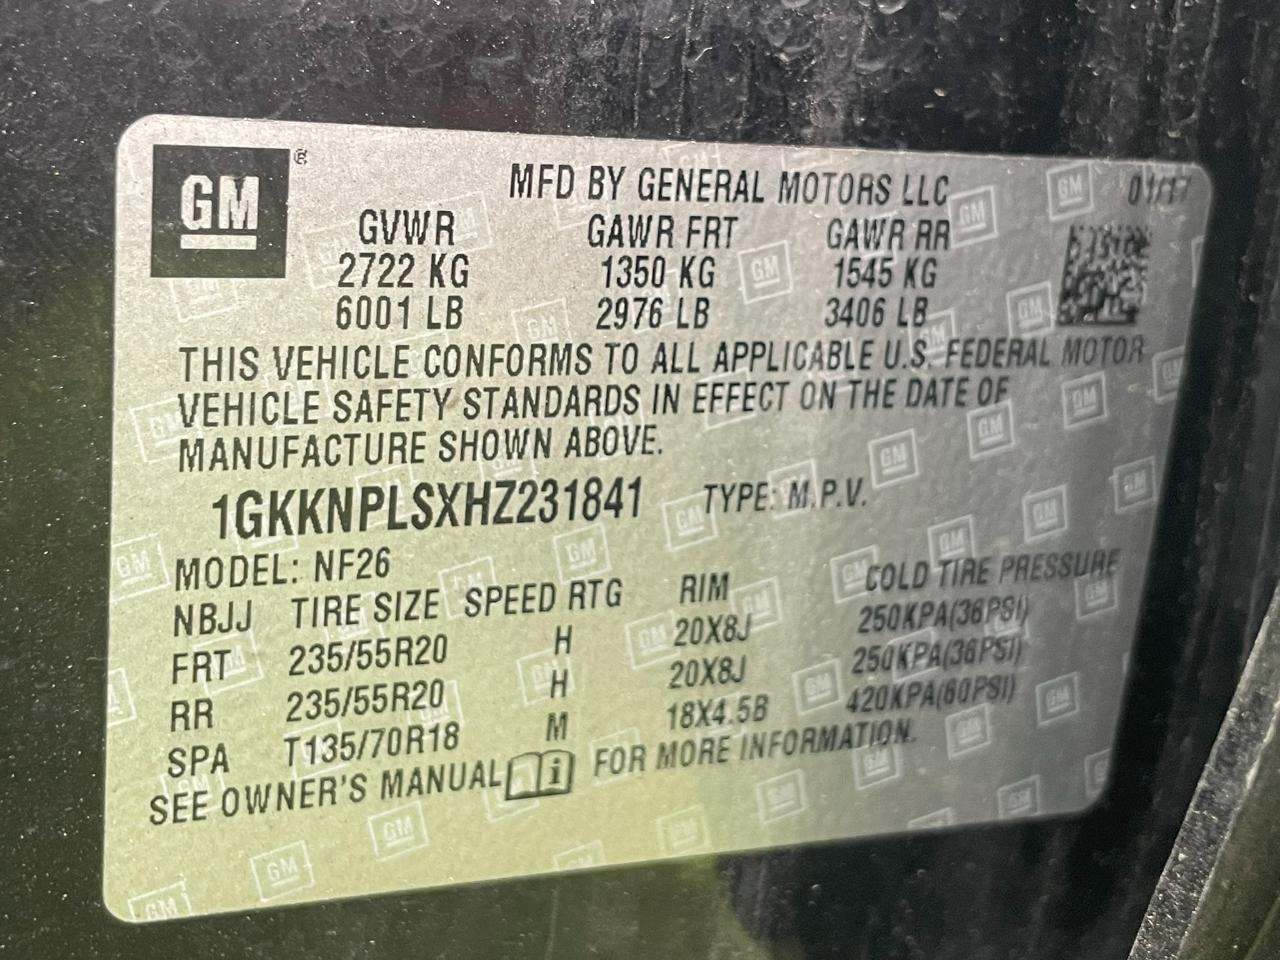 GM ®
MFD BY GENERAL MOTORS LLC 01/17
GVWR GAWR FRT GAWR RR
2722 KG 1350 KG 1545 KG
6001 LB 2976 LB 3406 LB
THIS VEHICLE CONFORMS TO ALL APPLICABLE U.S. FEDERAL MOTOR
VEHICLE SAFETY STANDARDS IN EFFECT ON THE DATE OF
MANUFACTURE SHOWN ABOVE.
1GKKNPLSXHZ231841 TYPE: M.P.V.
MODEL: NF26
NBJJ TIRE SIZE SPEED RTG RIM COLD TIRE PRESSURE
FRT 235/55R20 H 20X8J 250KPA(36PSI)
RR 235/55R20 H 20X8J 250KPA(36PSI)
SPA T135/70R18 M 18X4.5B 420KPA(60PSI)
SEE OWNER'S MANUAL i FOR MORE INFORMATION.